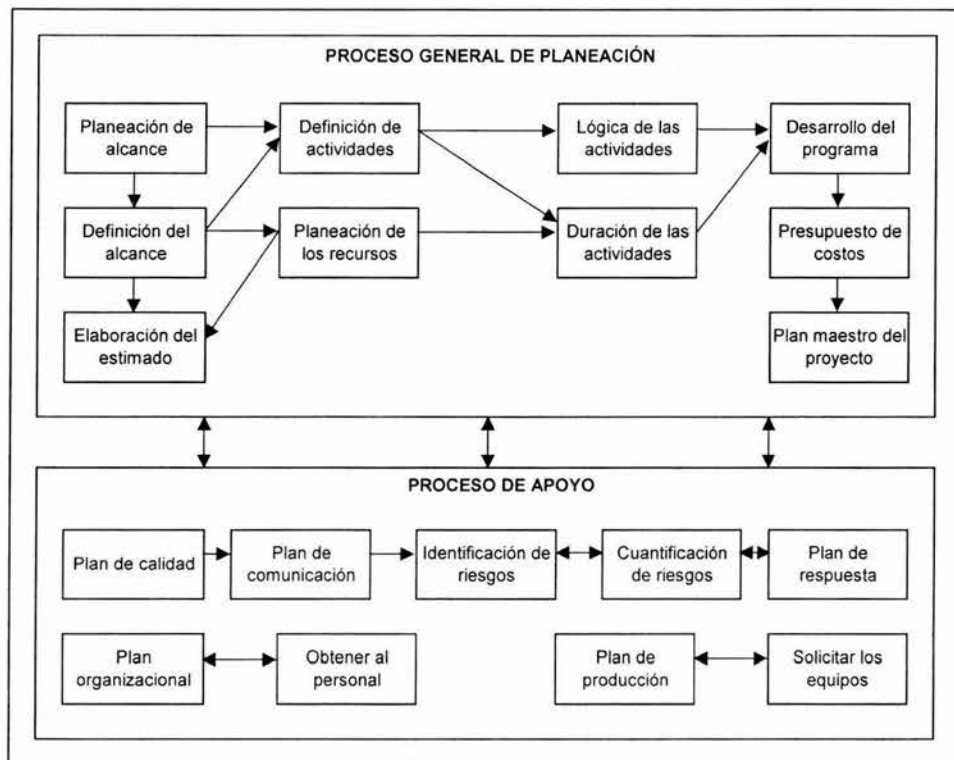 PROCESO GENERAL DE PLANEACIÓN
Planeación de
alcance
Definición de
actividades
Lógica de las
actividades
Desarrollo del
programa
Definición del
alcance
Planeación de
los recursos
Duración de las
actividades
Presupuesto de
costos
Elaboración del
estimado
Plan maestro del
proyecto
PROCESO DE APOYO
Plan de calidad
Plan de
comunicación
Identificación de
riesgos
Cuantificación
de riesgos
Plan de
respuesta
Plan
organizacional
Obtener al
personal
Plan de
producción
Solicitar los
equipos